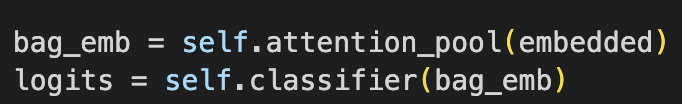 bag_emb = self.attention_pool(embedded)
logits = self.classifier(bag_emb)